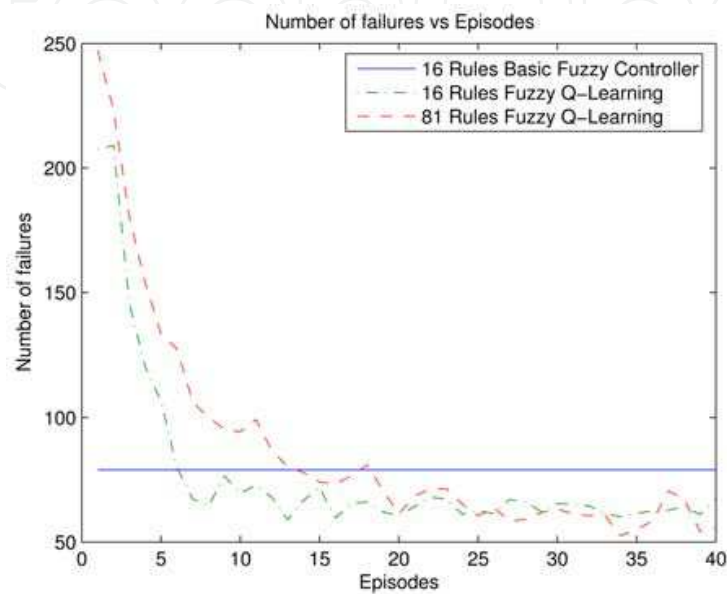 Number of failures vs Episodes
250
200
150
100
50
0
5
10
15
20
25
30
35
40
Number of failures
Episodes
16 Rules Basic Fuzzy Controller
16 Rules Fuzzy Q-Learning
81 Rules Fuzzy Q-Learning